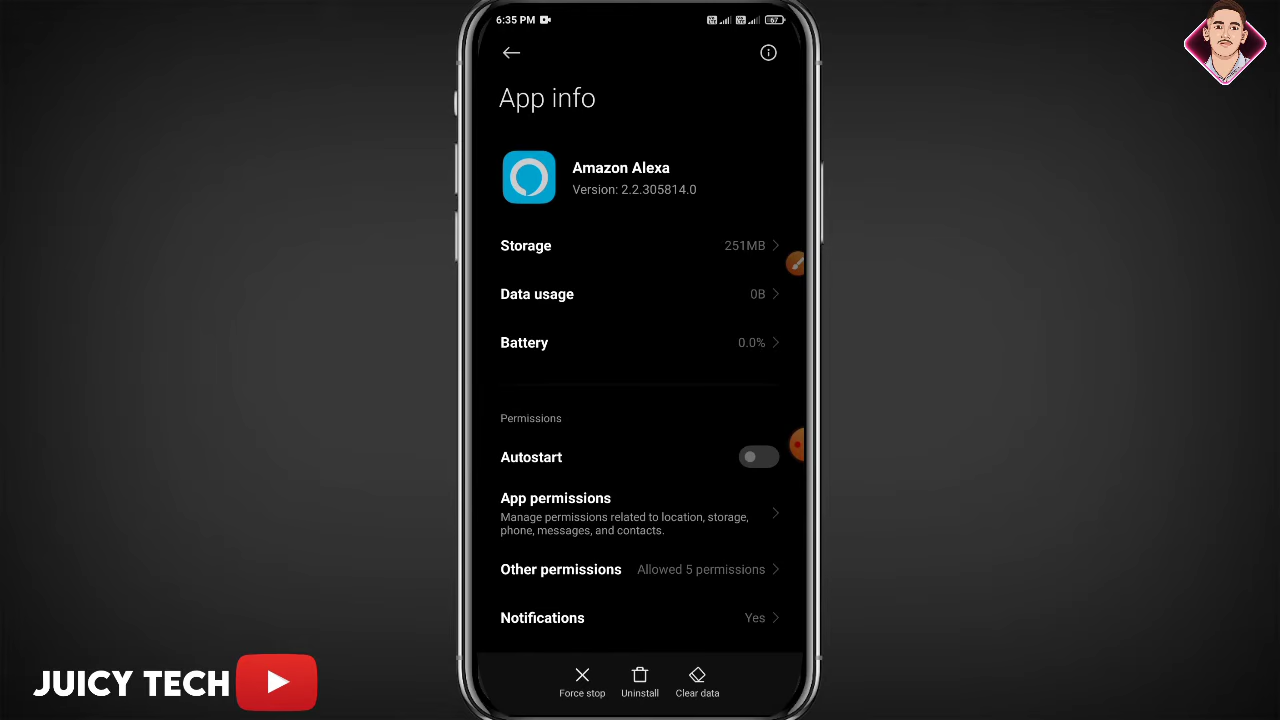 6:35 PM
67
App info
Amazon Alexa
Version: 2.2.305814.0
Storage 251MB
Data usage 0B
Battery 0.0%
Permissions
Autostart
App permissions
Manage permissions related to location, storage,
phone, messages, and contacts.
Other permissions Allowed 5 permissions
Notifications Yes
Force stop Uninstall Clear data
JUICY TECH